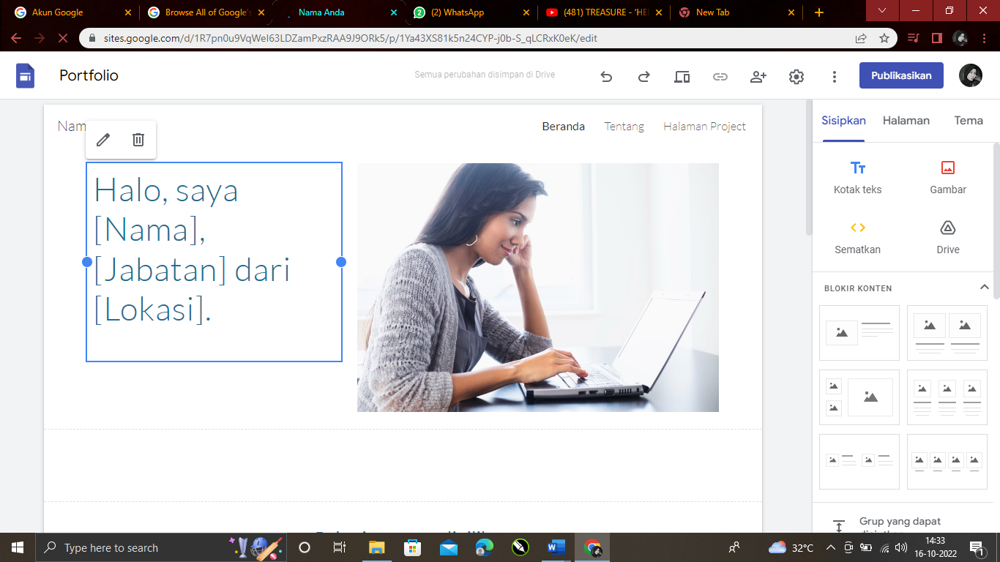 Akun Google
Browse All of Google's
Nama Anda
(2) WhatsApp
(481) TREASURE - 'HE
New Tab
sites.google.com/d/1R7pn0u9VqWeI63LDZamPxzRAA9J9ORk5/p/1Ya43XS81k5n24CYP-j0b-S_qLCRxK0eK/edit
Portfolio
Semua perubahan disimpan di Drive
Publikasikan
Nam
Beranda
Tentang
Halaman Project
Sisipkan
Halaman
Tema
Halo, saya
[Nama],
[Jabatan] dari
[Lokasi].
Kotak teks
Gambar
Sematkan
Drive
BLOKIR KONTEN
Grup yang dapat
Type here to search
32°C
14:33
16-10-2022
1